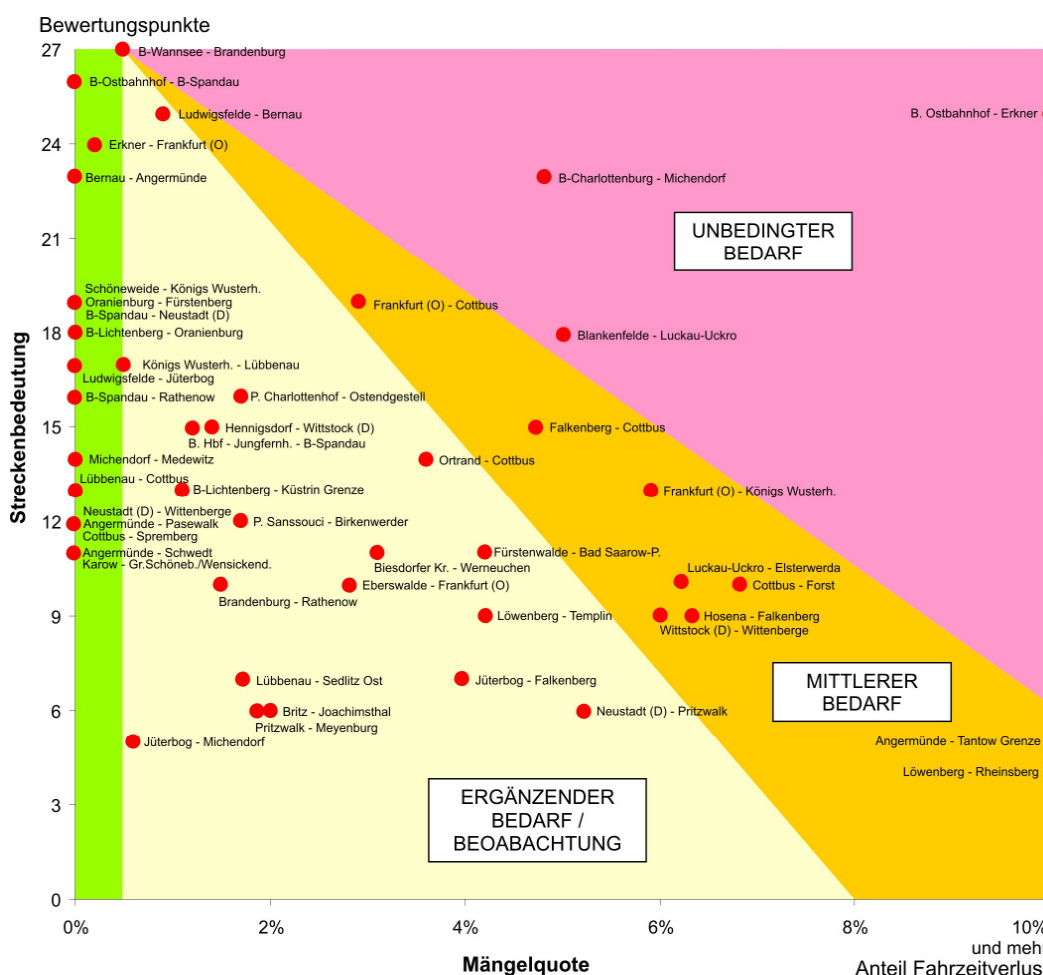 Bewertungspunkte
27
B-Wannsee - Brandenburg
B-Ostbahnhof - B-Spandau
Ludwigsfelde - Bernau
B. Ostbahnhof - Erkner
24
Erkner - Frankfurt (O)
Bernau - Angermünde
B-Charlottenburg - Michendorf
UNBEDINGTER
BEDARF
21
Schöneweide - Königs Wusterh.
Oranienburg - Fürstenberg
B-Spandau - Neustadt (D)
Frankfurt (O) - Cottbus
18
B-Lichtenberg - Oranienburg
Blankenfelde - Luckau-Uckro
Königs Wusterh. - Lübbenau
Ludwigsfelde - Jüterbog
B-Spandau - Rathenow
P. Charlottenhof - Ostendgestell
15
Hennigsdorf - Wittstock (D)
Falkenberg - Cottbus
B. Hbf - Jungfernh. - B-Spandau
Michendorf - Medewitz
Ortrand - Cottbus
Lübbenau - Cottbus
B-Lichtenberg - Küstrin Grenze
Frankfurt (O) - Königs Wusterh.
Neustadt (D) - Wittenberge
12
Angermünde - Pasewalk
P. Sanssouci - Birkenwerder
Cottbus - Spremberg
Angermünde - Schwedt
Fürstenwalde - Bad Saarow-P.
Karow - Gr.Schöneb./Wensickend.
Biesdorfer Kr. - Werneuchen
Luckau-Uckro - Elsterwerda
Eberswalde - Frankfurt (O)
Cottbus - Forst
Brandenburg - Rathenow
9
Löwenberg - Templin
Hosena - Falkenberg
Wittstock (D) - Wittenberge
Lübbenau - Sedlitz Ost
Jüterbog - Falkenberg
MITTLERER
BEDARF
6
Britz - Joachimsthal
Neustadt (D) - Pritzwalk
Pritzwalk - Meyenburg
Jüterbog - Michendorf
Angermünde - Tantow Grenze
Löwenberg - Rheinsberg
3
ERGÄNZENDER
BEDARF /
BEOABACHTUNG
0
Streckenbedeutung
0% 2% 4% 6% 8% 10%
und mehr
Mängelquote
Anteil Fahrzeitverlus